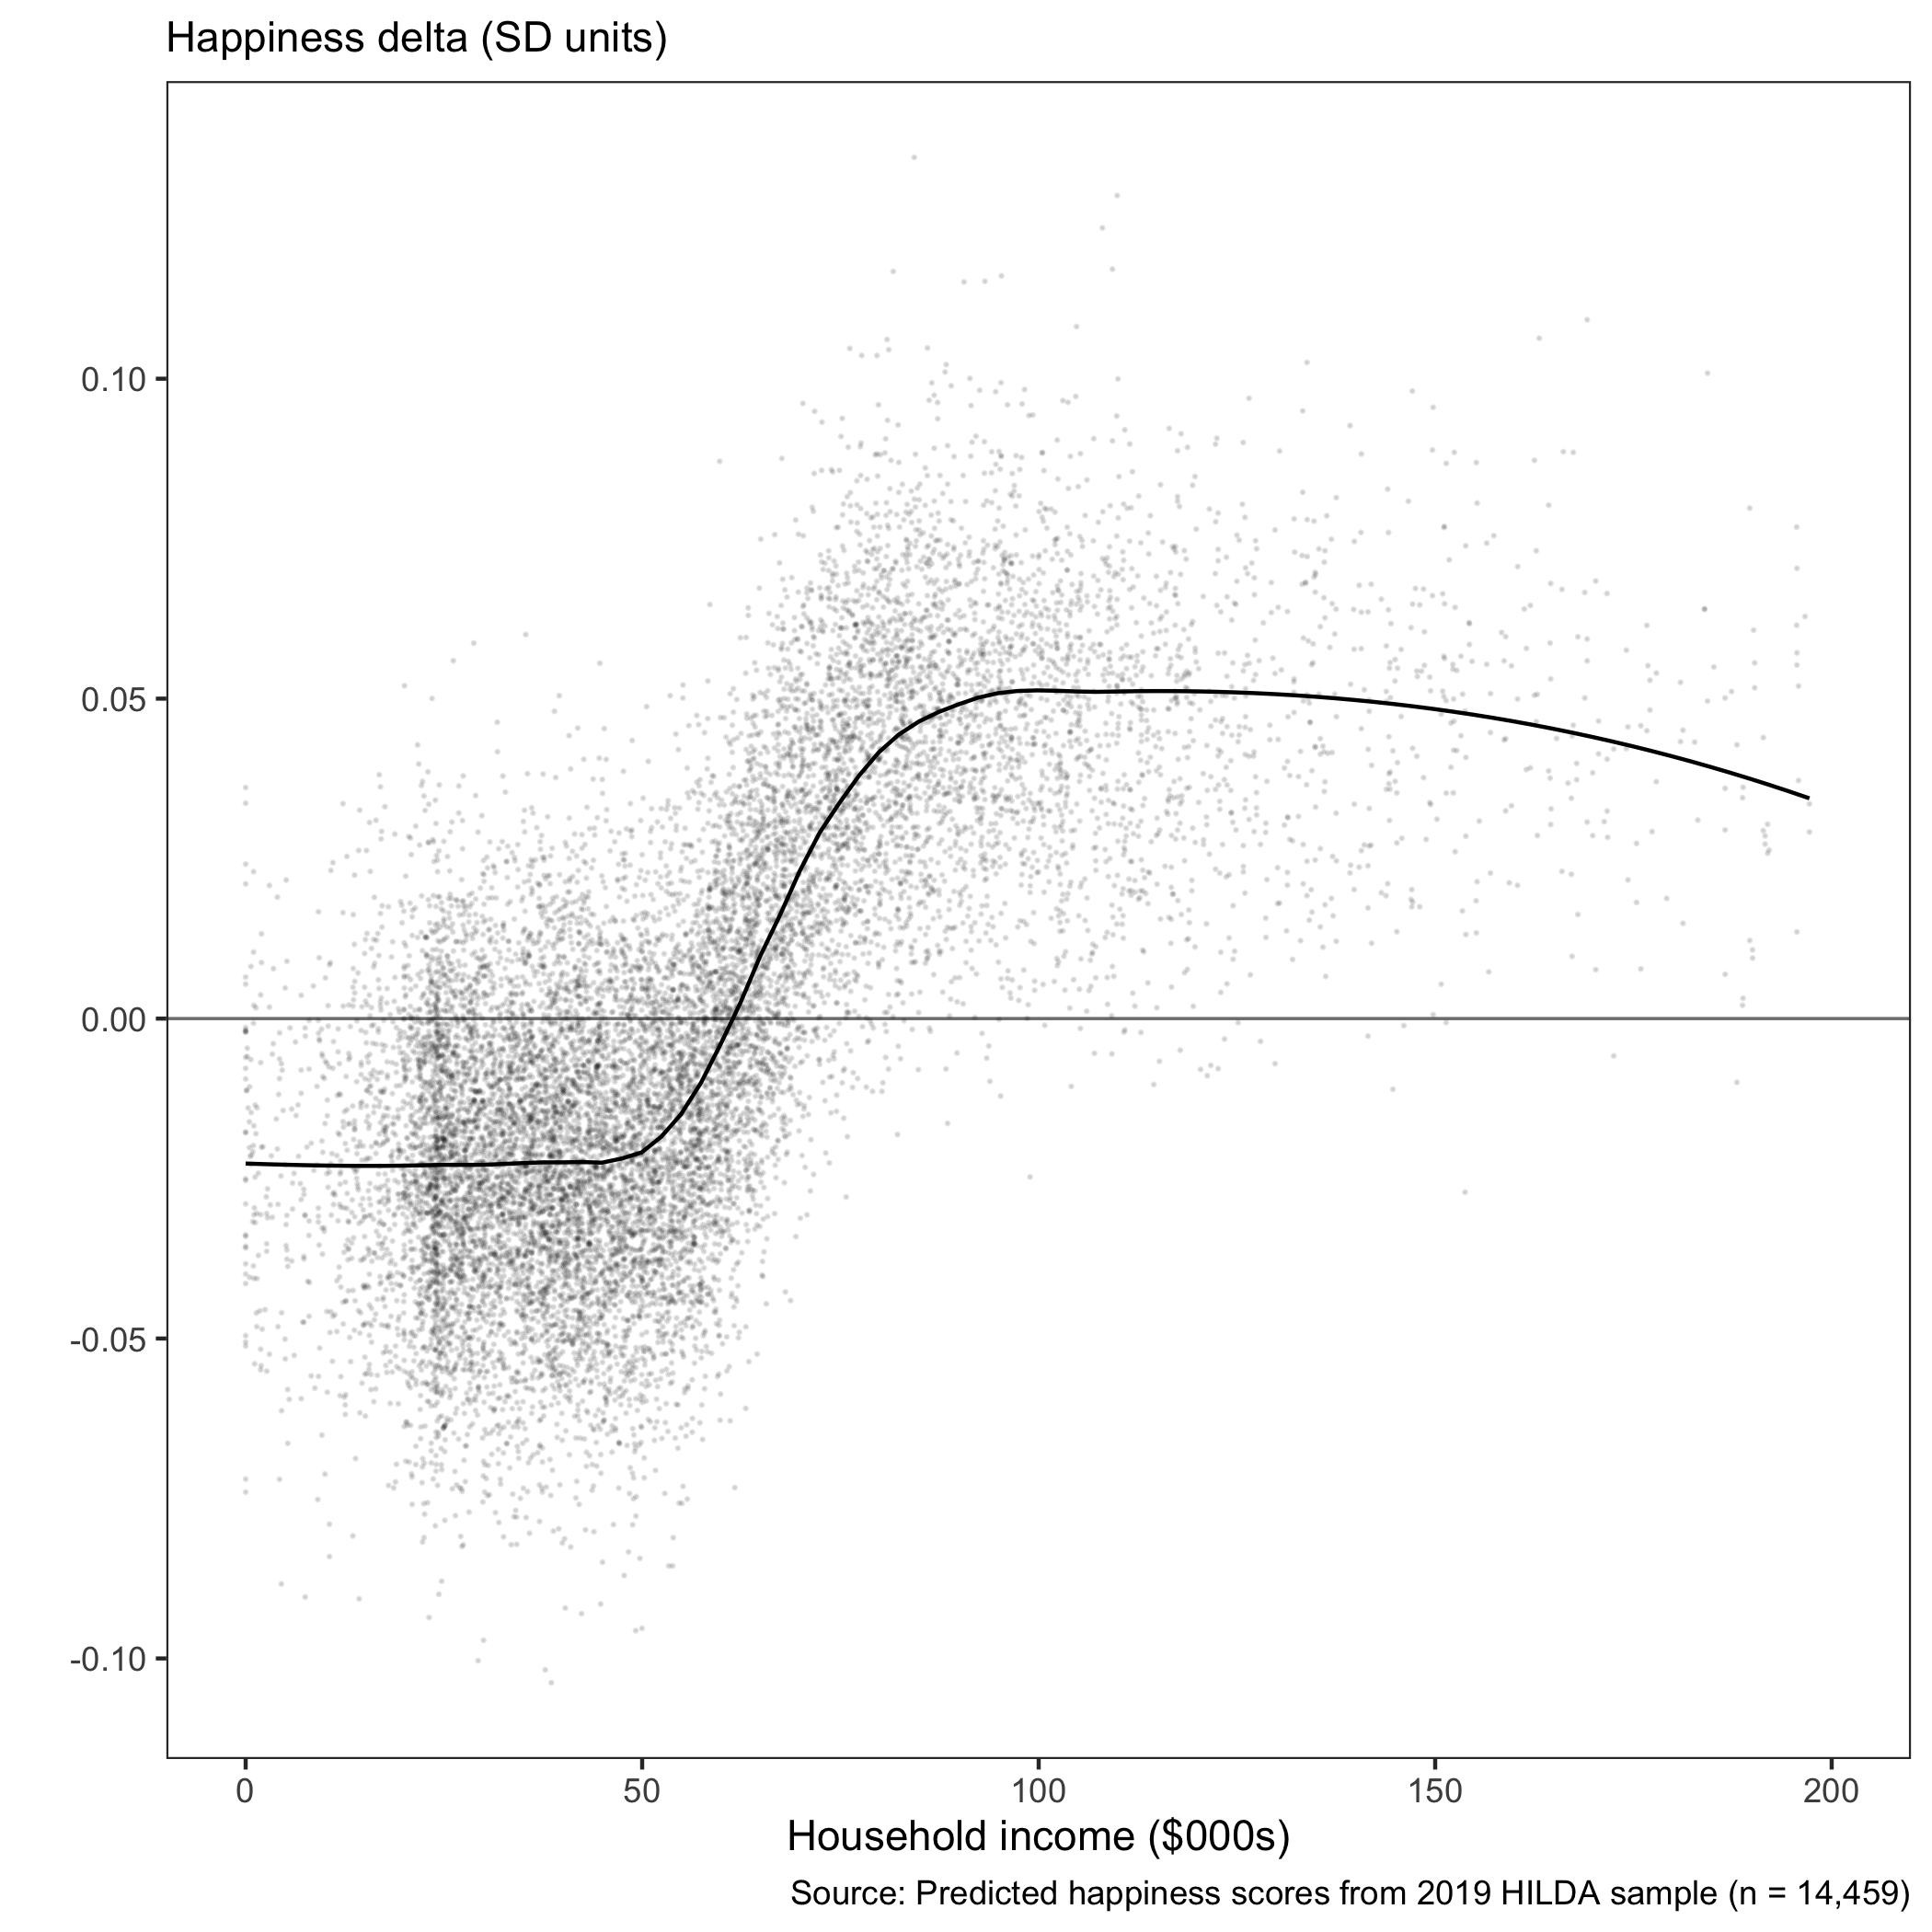 Happiness delta (SD units)
0.10
0.05
0.00
-0.05
-0.10
0 50 100 150 200
Household income ($000s)
Source: Predicted happiness scores from 2019 HILDA sample (n = 14,459)